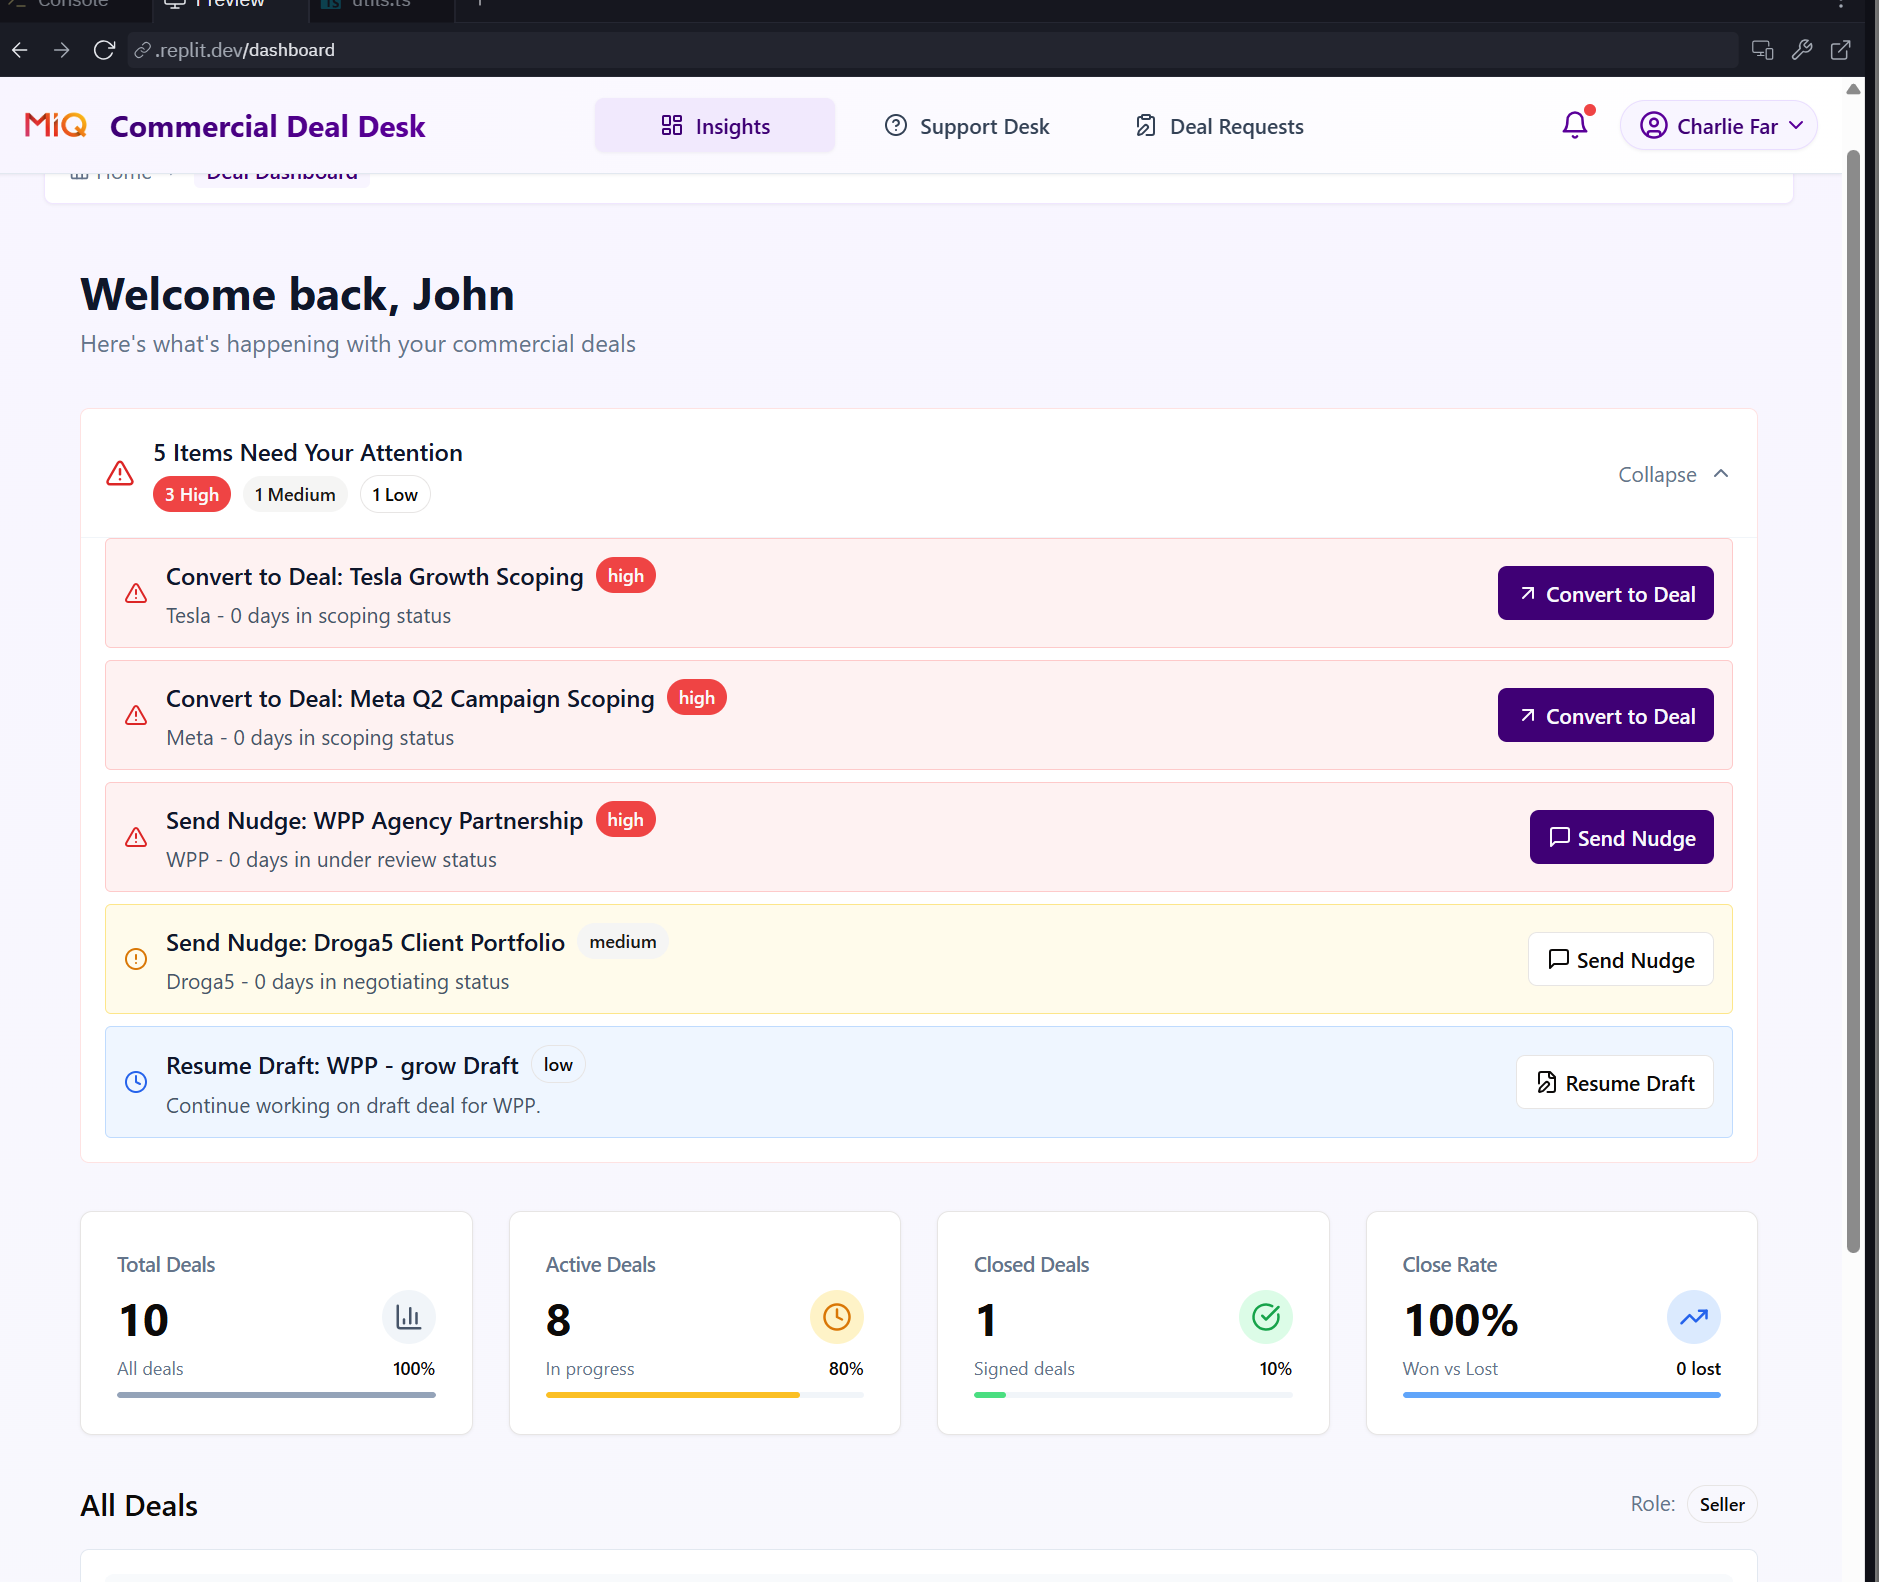 Console
Preview
utils.ts
.replit.dev/dashboard
MiQ
Commercial Deal Desk
Insights
Support Desk
Deal Requests
Charlie Far
Home
Deal Dashboard
Welcome back, John
Here's what's happening with your commercial deals
5 Items Need Your Attention
3 High
1 Medium
1 Low
Collapse
Convert to Deal: Tesla Growth Scoping
high
Tesla - 0 days in scoping status
Convert to Deal
Convert to Deal: Meta Q2 Campaign Scoping
high
Meta - 0 days in scoping status
Convert to Deal
Send Nudge: WPP Agency Partnership
high
WPP - 0 days in under review status
Send Nudge
Send Nudge: Droga5 Client Portfolio
medium
Droga5 - 0 days in negotiating status
Send Nudge
Resume Draft: WPP - grow Draft
low
Continue working on draft deal for WPP.
Resume Draft
Total Deals
10
All deals
100%
Active Deals
8
In progress
80%
Closed Deals
1
Signed deals
10%
Close Rate
100%
Won vs Lost
0 lost
All Deals
Role:
Seller